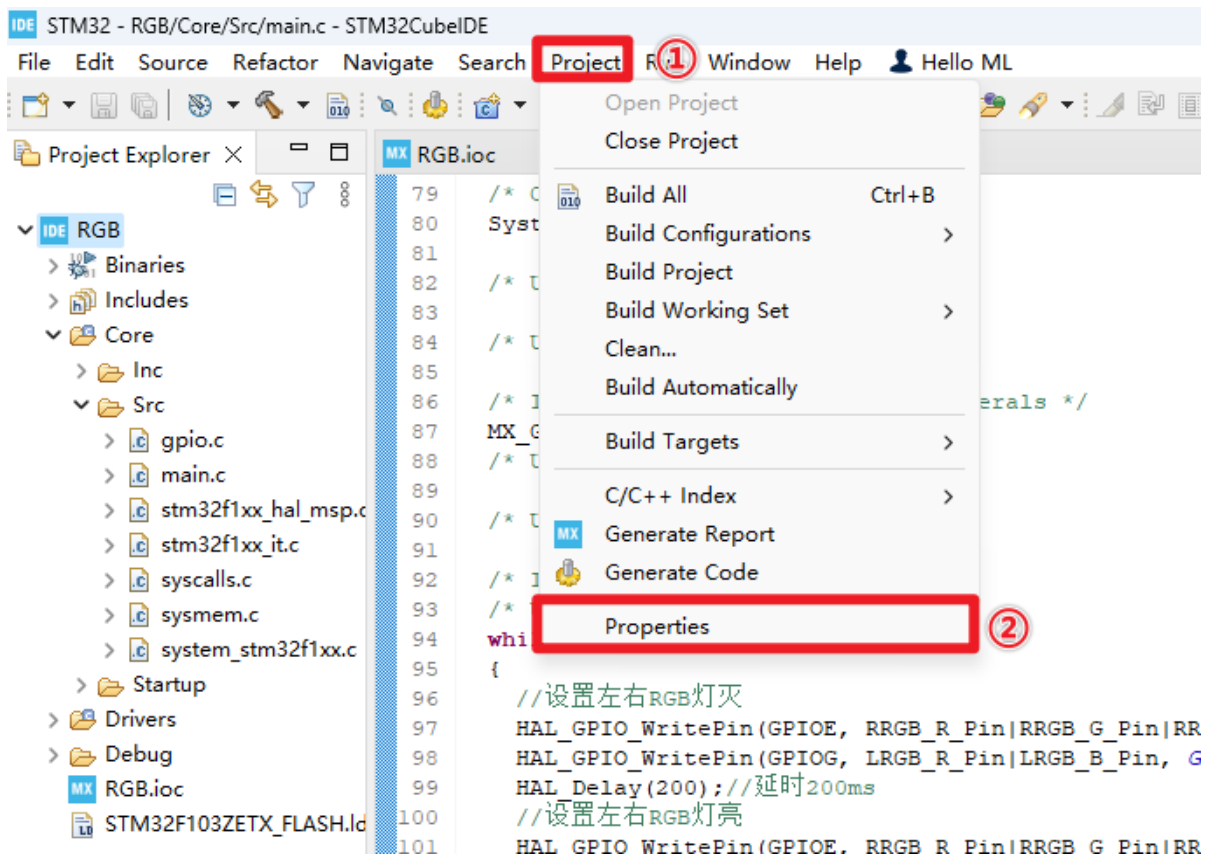 IDE STM32 - RGB/Core/Src/main.c - STM32CubeIDE
File Edit Source Refactor Navigate Search Project ① Window Help Hello ML
Project Explorer
MX RGB.ioc
Open Project
Close Project
Build All Ctrl+B
Build Configurations
Build Project
Build Working Set
Clean...
Build Automatically
Build Targets
C/C++ Index
MX Generate Report
Generate Code
Properties ②
IDE RGB
Binaries
Includes
Core
Inc
Src
gpio.c
main.c
stm32f1xx_hal_msp.c
stm32f1xx_it.c
syscalls.c
sysmem.c
system_stm32f1xx.c
Startup
Drivers
Debug
MX RGB.ioc
STM32F103ZETX_FLASH.ld
79 /*
80 Syst
81
82 /*
83
84 /*
85
86 /* erals */
87 MX_G
88 /*
89
90 /*
91
92 /* I
93 /*
94 whi
95 {
96 //设置左右RGB灯灭
97 HAL_GPIO_WritePin(GPIOE, RRGB_R_Pin|RRGB_G_Pin|RR
98 HAL_GPIO_WritePin(GPIOG, LRGB_R_Pin|LRGB_B_Pin, G
99 HAL_Delay(200);//延时200ms
100 //设置左右RGB灯亮
101 HAL_GPIO_WritePin(GPIOE, RRGB_R_Pin|RRGB_G_Pin|RR